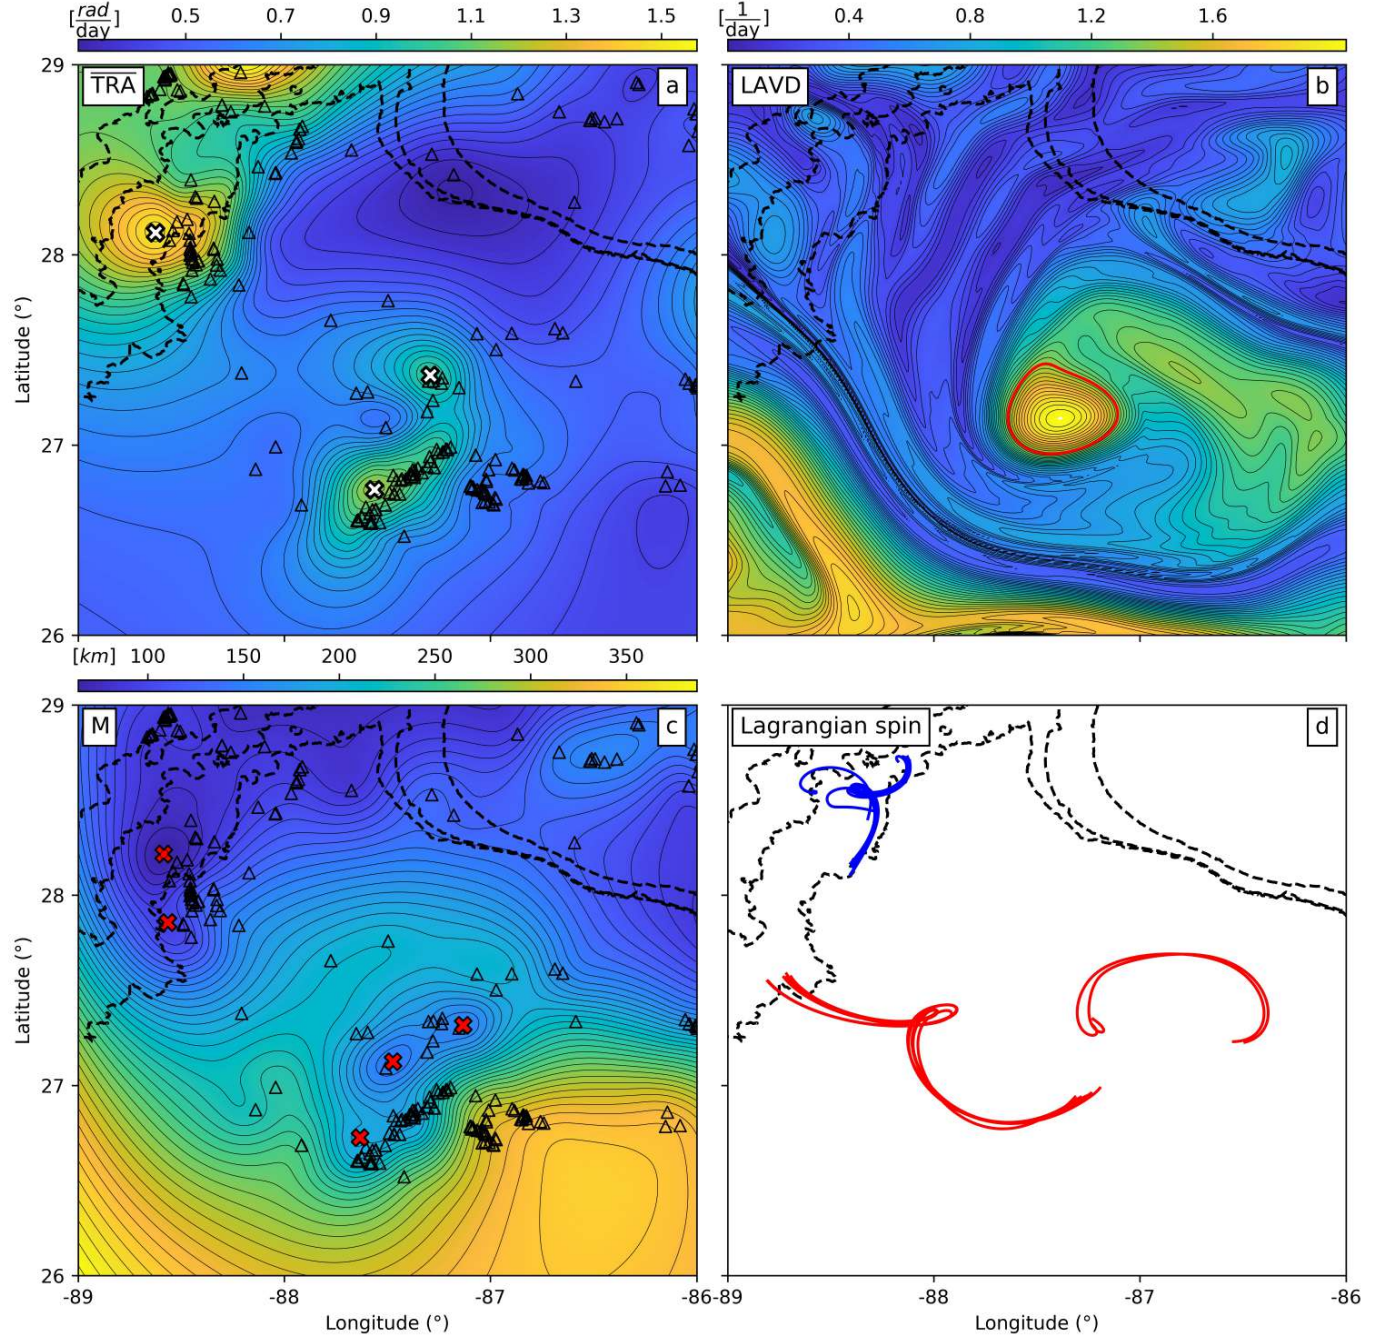 [rad/day] 0.5 0.7 0.9 1.1 1.3 1.5
[1/day] 0.4 0.8 1.2 1.6
29
TRA
a
LAVD
b
28
Latitude (°)
27
26
[km] 100 150 200 250 300 350
29
M
c
Lagrangian spin
d
28
Latitude (°)
27
26
-89 -88 -87 -86
-89 -88 -87 -86
Longitude (°)
Longitude (°)